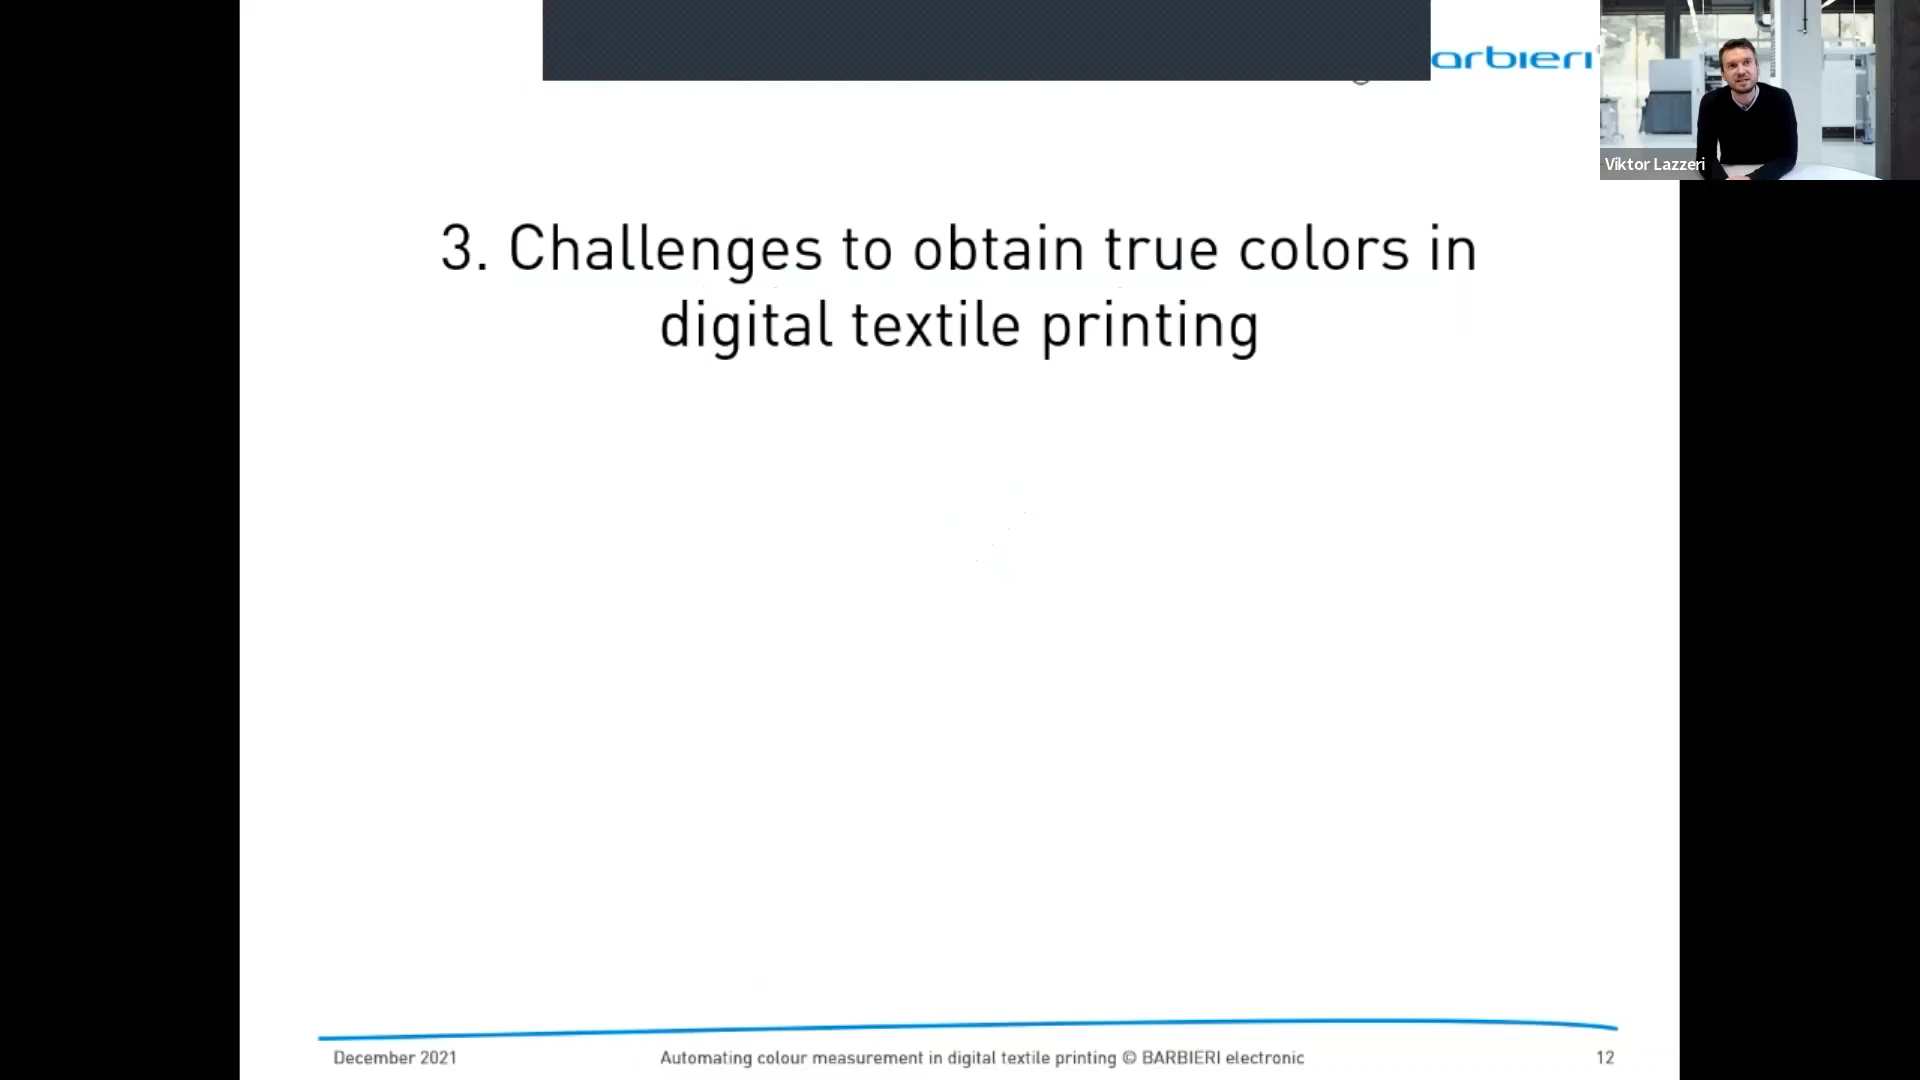 arbieri
Viktor Lazzeri
3. Challenges to obtain true colors in
digital textile printing
December 2021
Automating colour measurement in digital textile printing © BARBIERI electronic
12